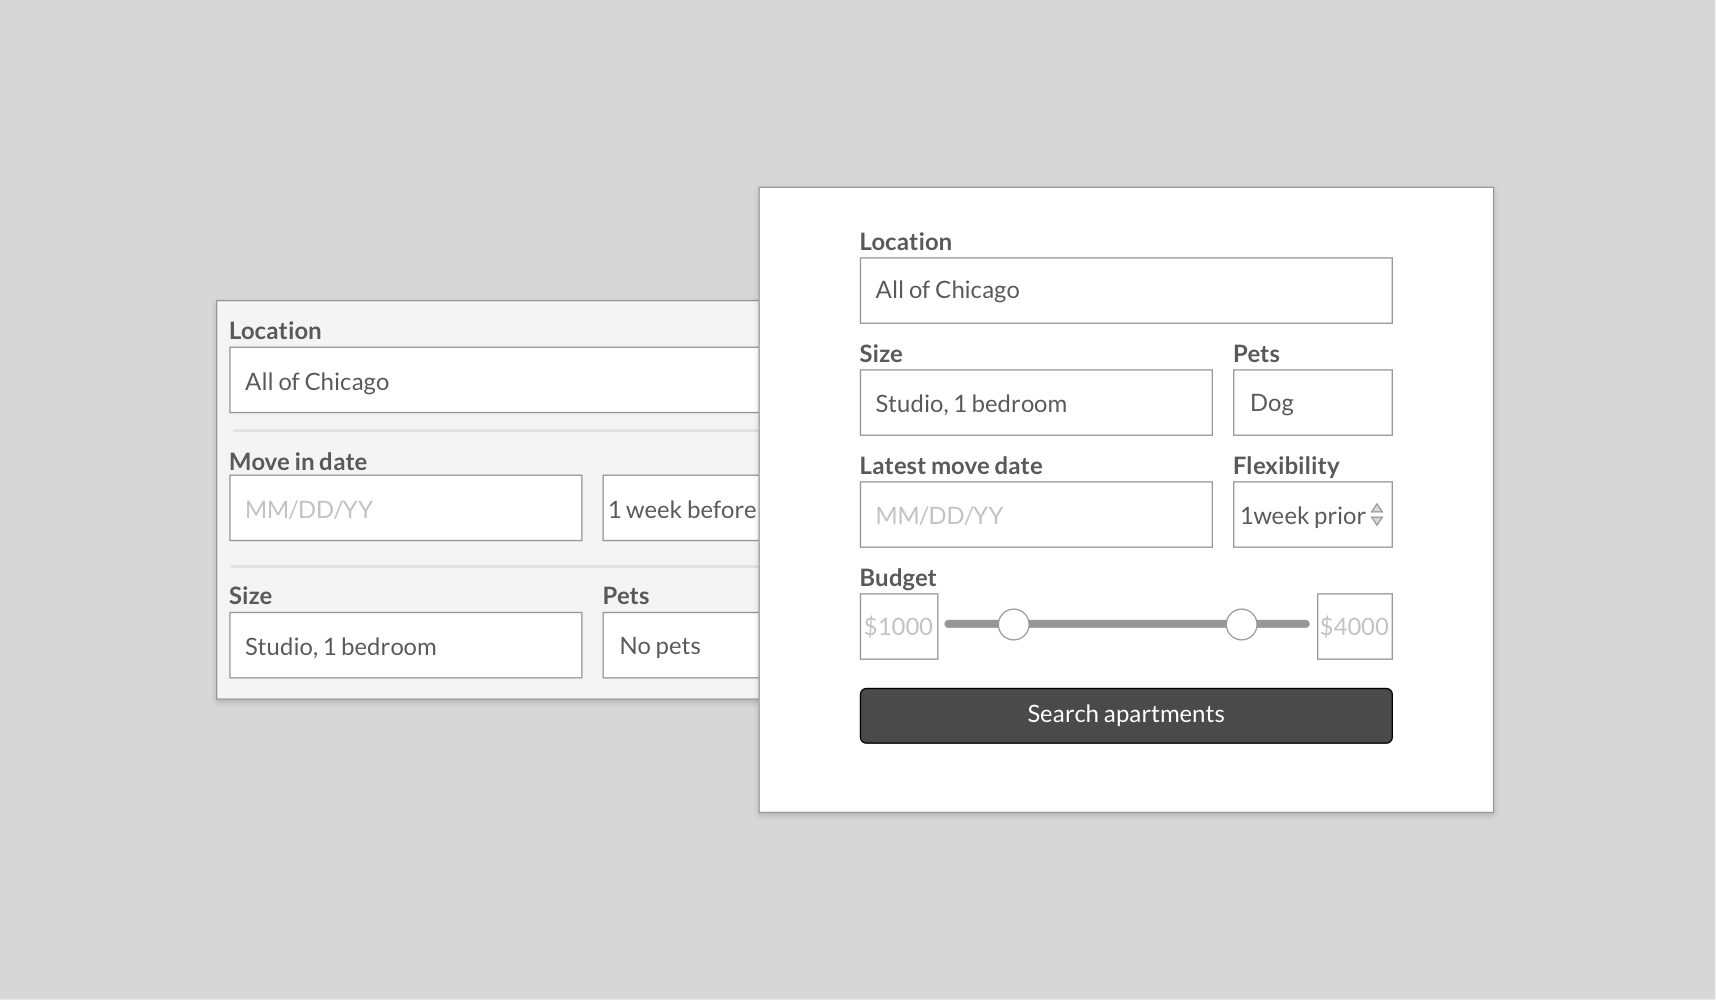 Location
All of Chicago
Move in date
MM/DD/YY
1 week before
Size
Pets
Studio, 1 bedroom
No pets
Location
All of Chicago
Size
Pets
Studio, 1 bedroom
Dog
Latest move date
Flexibility
MM/DD/YY
1week prior
Budget
$1000
$4000
Search apartments